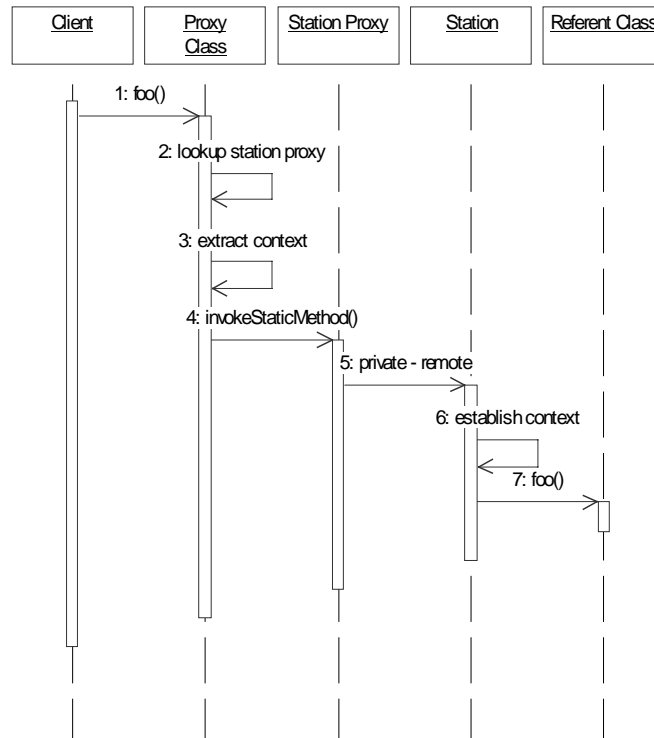 Client
Proxy
Class
Station Proxy
Station
Referent Class
1: foo()
2: lookup station proxy
3: extract context
4: invokeStaticMethod()
5: private - remote
6: establish context
7: foo()